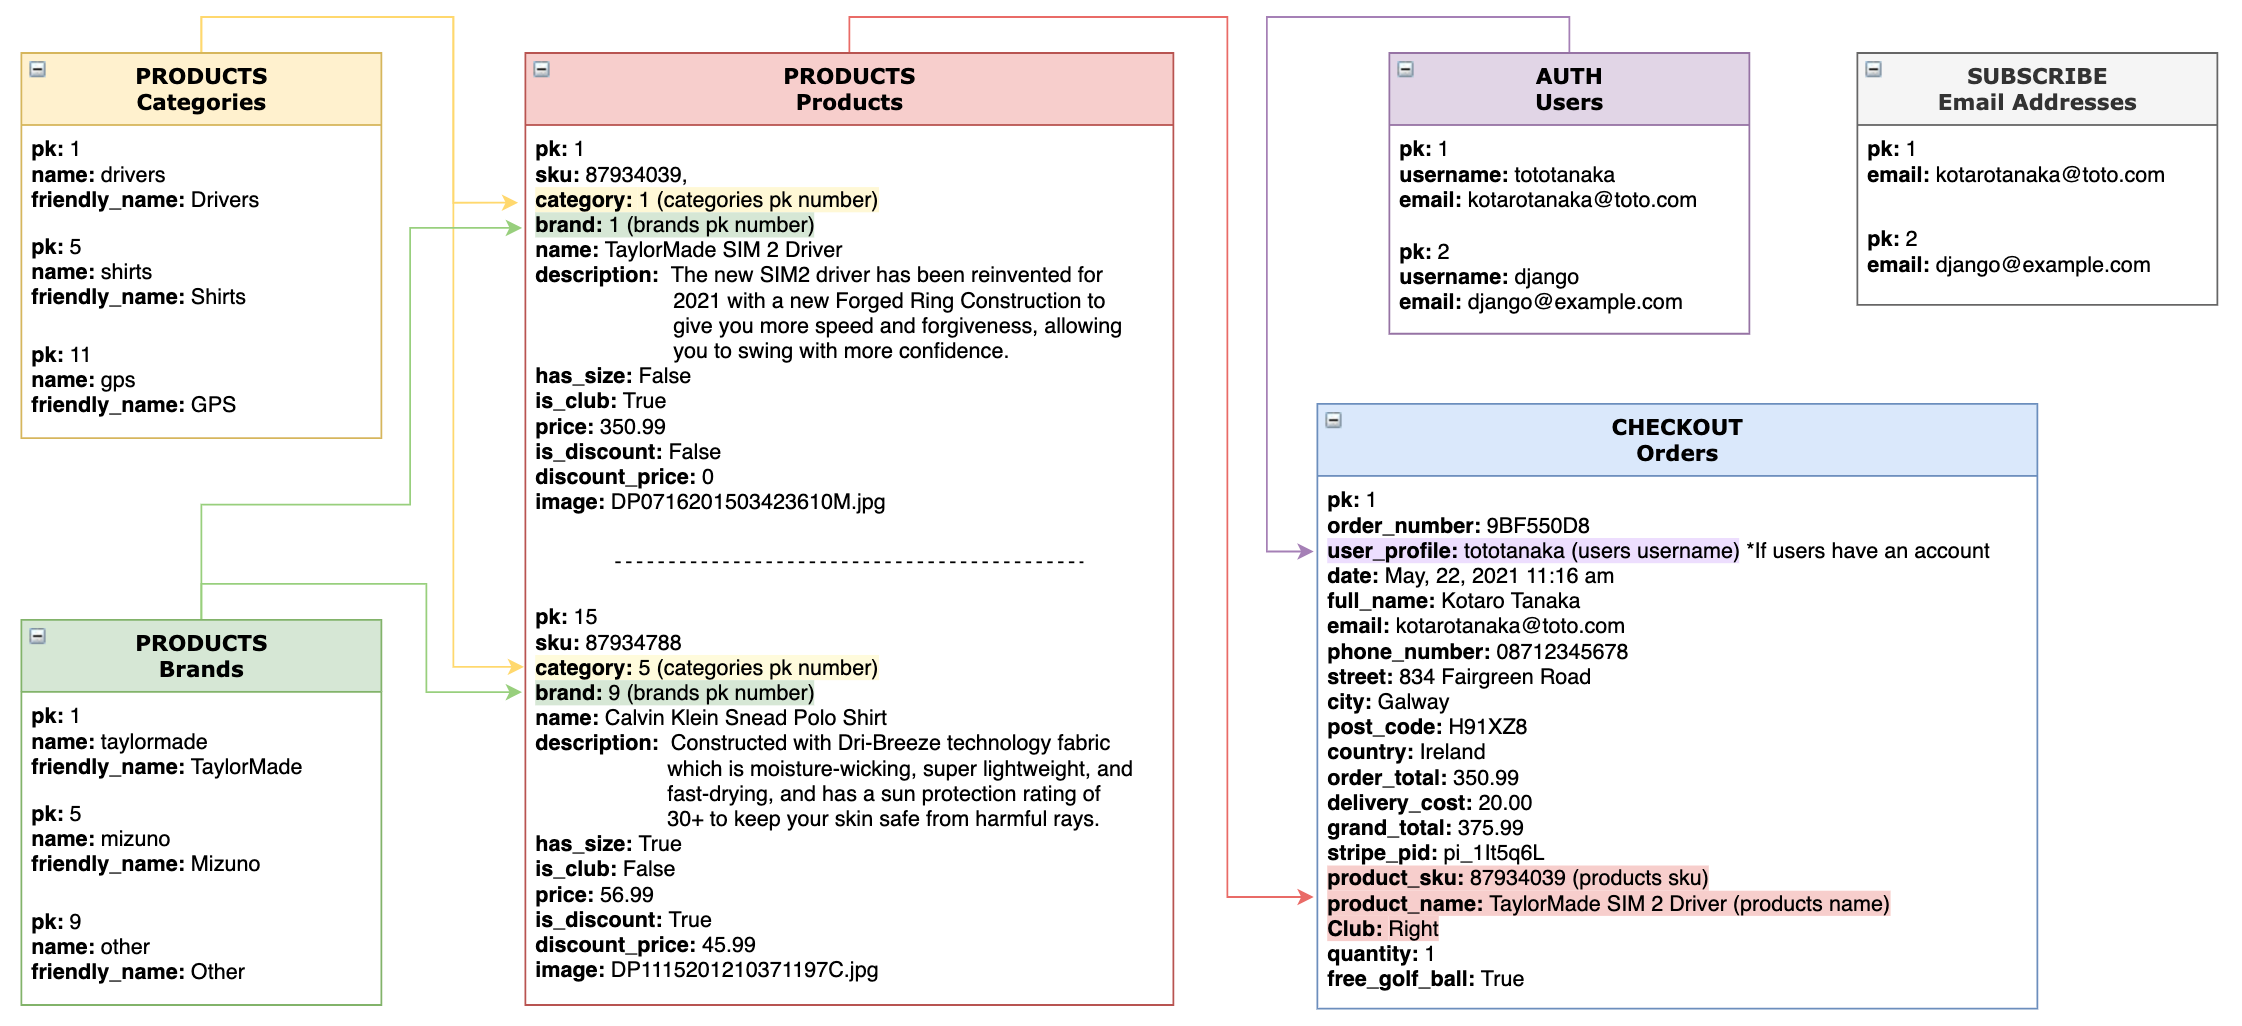 PRODUCTS
Categories
pk: 1
name: drivers
friendly_name: Drivers
pk: 5
name: shirts
friendly_name: Shirts
pk: 11
name: gps
friendly_name: GPS
PRODUCTS
Brands
pk: 1
name: taylormade
friendly_name: TaylorMade
pk: 5
name: mizuno
friendly_name: Mizuno
pk: 9
name: other
friendly_name: Other
PRODUCTS
Products
pk: 1
sku: 87934039,
category: 1 (categories pk number)
brand: 1 (brands pk number)
name: TaylorMade SIM 2 Driver
description: The new SIM2 driver has been reinvented for
2021 with a new Forged Ring Construction to
give you more speed and forgiveness, allowing
you to swing with more confidence.
has_size: False
is_club: True
price: 350.99
is_discount: False
discount_price: 0
image: DP0716201503423610M.jpg
pk: 15
sku: 87934788
category: 5 (categories pk number)
brand: 9 (brands pk number)
name: Calvin Klein Snead Polo Shirt
description: Constructed with Dri-Breeze technology fabric
which is moisture-wicking, super lightweight, and
fast-drying, and has a sun protection rating of
30+ to keep your skin safe from harmful rays.
has_size: True
is_club: False
price: 56.99
is_discount: True
discount_price: 45.99
image: DP1115201210371197C.jpg
AUTH
Users
pk: 1
username: tototanaka
email: kotarotanaka@toto.com
pk: 2
username: django
email: django@example.com
SUBSCRIBE
Email Addresses
pk: 1
email: kotarotanaka@toto.com
pk: 2
email: django@example.com
CHECKOUT
Orders
pk: 1
order_number: 9BF550D8
user_profile: tototanaka (users username) *If users have an account
date: May, 22, 2021 11:16 am
full_name: Kotaro Tanaka
email: kotarotanaka@toto.com
phone_number: 08712345678
street: 834 Fairgreen Road
city: Galway
post_code: H91XZ8
country: Ireland
order_total: 350.99
delivery_cost: 20.00
grand_total: 375.99
stripe_pid: pi_1It5q6L
product_sku: 87934039 (products sku)
product_name: TaylorMade SIM 2 Driver (products name)
Club: Right
quantity: 1
free_golf_ball: True